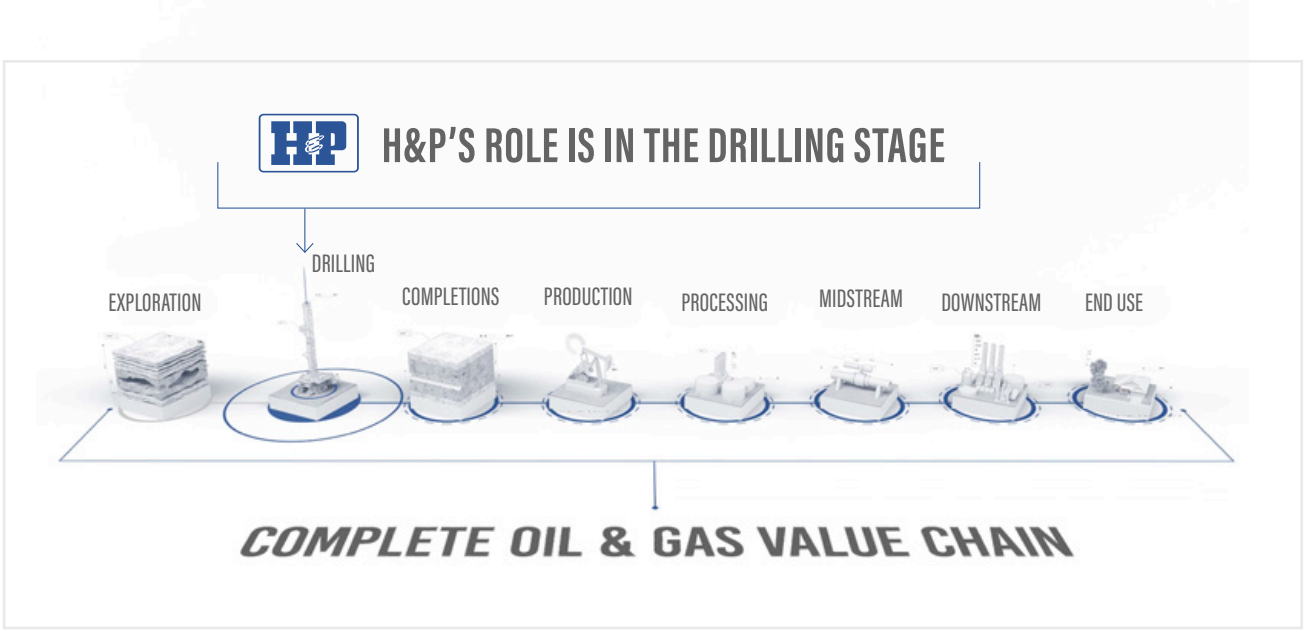 H&P H&P'S ROLE IS IN THE DRILLING STAGE
DRILLING
EXPLORATION
COMPLETIONS
PRODUCTION
PROCESSING
MIDSTREAM
DOWNSTREAM
END USE
COMPLETE OIL & GAS VALUE CHAIN